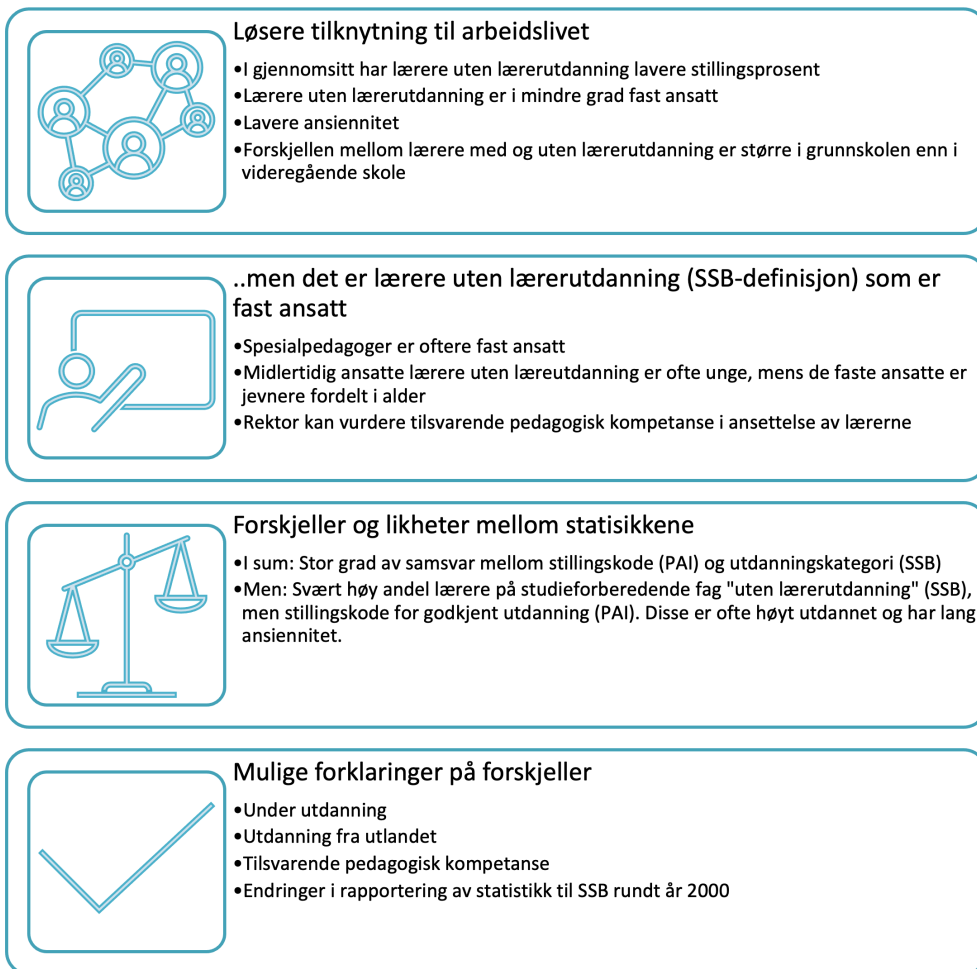 Løsere tilknytning til arbeidslivet
•I gjennomsitt har lærere uten lærerutdanning lavere stillingsprosent
•Lærere uten lærerutdanning er i mindre grad fast ansatt
•Lavere ansiennitet
•Forskjellen mellom lærere med og uten lærerutdanning er større i grunnskolen enn i
videregående skole
..men det er lærere uten lærerutdanning (SSB-definisjon) som er
fast ansatt
•Spesialpedagoger er oftere fast ansatt
•Midlertidig ansatte lærere uten læreutdanning er ofte unge, mens de faste ansatte er
jevnere fordelt i alder
•Rektor kan vurdere tilsvarende pedagogisk kompetanse i ansettelse av lærerne
Forskjeller og likheter mellom statisikkene
•I sum: Stor grad av samsvar mellom stillingskode (PAI) og utdanningskategori (SSB)
•Men: Svært høy andel lærere på studieforberedende fag "uten lærerutdanning" (SSB),
men stillingskode for godkjent utdanning (PAI). Disse er ofte høyt utdannet og har lang
ansiennitet.
Mulige forklaringer på forskjeller
•Under utdanning
•Utdanning fra utlandet
•Tilsvarende pedagogisk kompetanse
•Endringer i rapportering av statistikk til SSB rundt år 2000